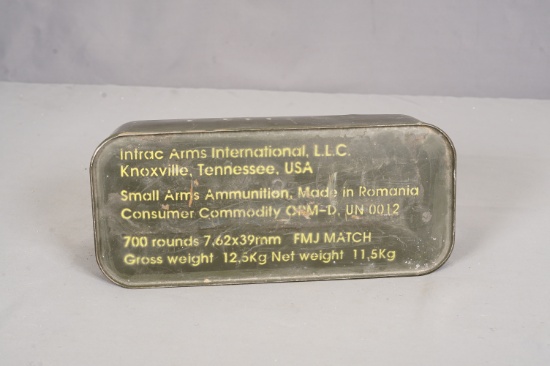 Intrac Arms International, L.L.C.
Knoxville, Tennessee, USA
Small Arms Ammunition, Made in Romania
Consumer Commodity ORM-D, UN 0012
700 rounds 7,62x39mm FMJ MATCH
Gross weight 12,5Kg Net weight 11,5Kg